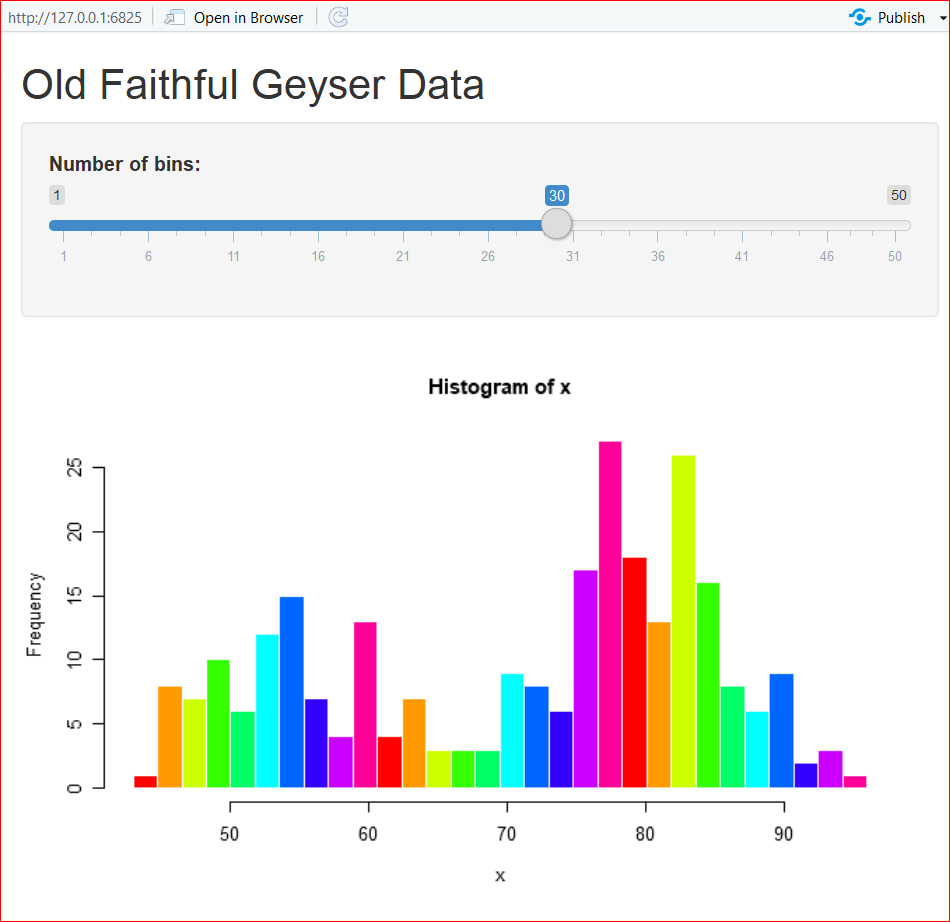 http://127.0.0.1:6825 Open in Browser Publish
Old Faithful Geyser Data
Number of bins:
1 30 50
1 6 11 16 21 26 31 36 41 46 50
Histogram of x
25
20
15
10
5
0
Frequency
50 60 70 80 90
x